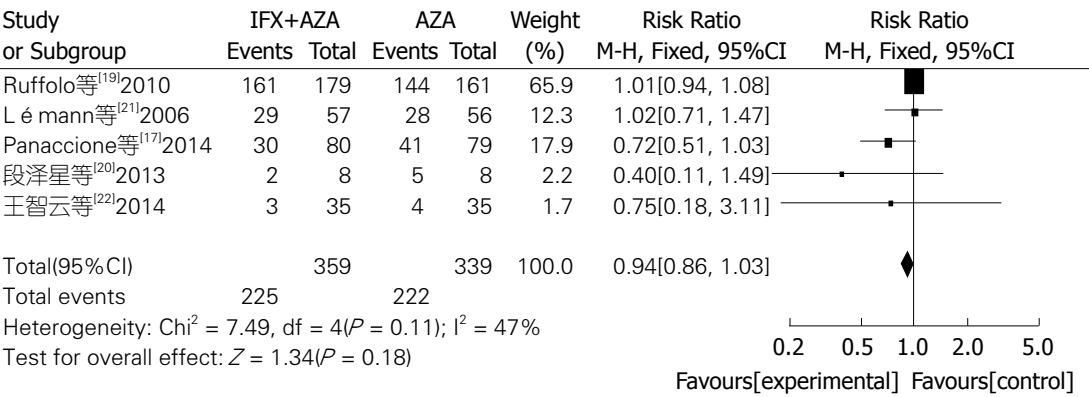 Study IFX+AZA AZA Weight Risk Ratio Risk Ratio
or Subgroup Events Total Events Total (%) M-H, Fixed, 95%CI M-H, Fixed, 95%CI
Ruffolo等[19]2010 161 179 144 161 65.9 1.01[0.94, 1.08]
L é mann等[21]2006 29 57 28 56 12.3 1.02[0.71, 1.47]
Panaccione等[17]2014 30 80 41 79 17.9 0.72[0.51, 1.03]
段泽星等[20]2013 2 8 5 8 2.2 0.40[0.11, 1.49]
王智云等[22]2014 3 35 4 35 1.7 0.75[0.18, 3.11]
Total(95%CI) 359 339 100.0 0.94[0.86, 1.03]
Total events 225 222
Heterogeneity: Chi² = 7.49, df = 4(P = 0.11); I² = 47%
Test for overall effect: Z = 1.34(P = 0.18)
0.2 0.5 1.0 2.0 5.0
Favours[experimental] Favours[control]